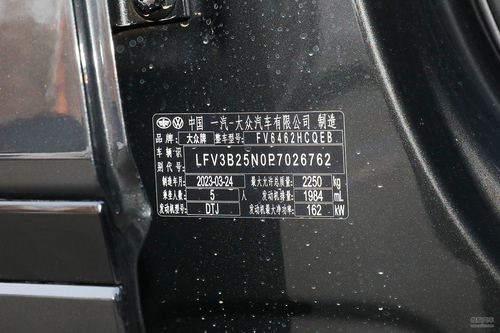 中国 一汽-大众汽车有限公司 制造
品牌 大众牌 整车型号 FV6462HCQEB
车辆识别代号 LFV3B25N0P7026762
制造年月 2023-03-24 最大允许总质量 2250 kg
乘坐人数 5 人 发动机排量 1984 mL
发动机型号 DTJ 发动机最大净功率 162 kW